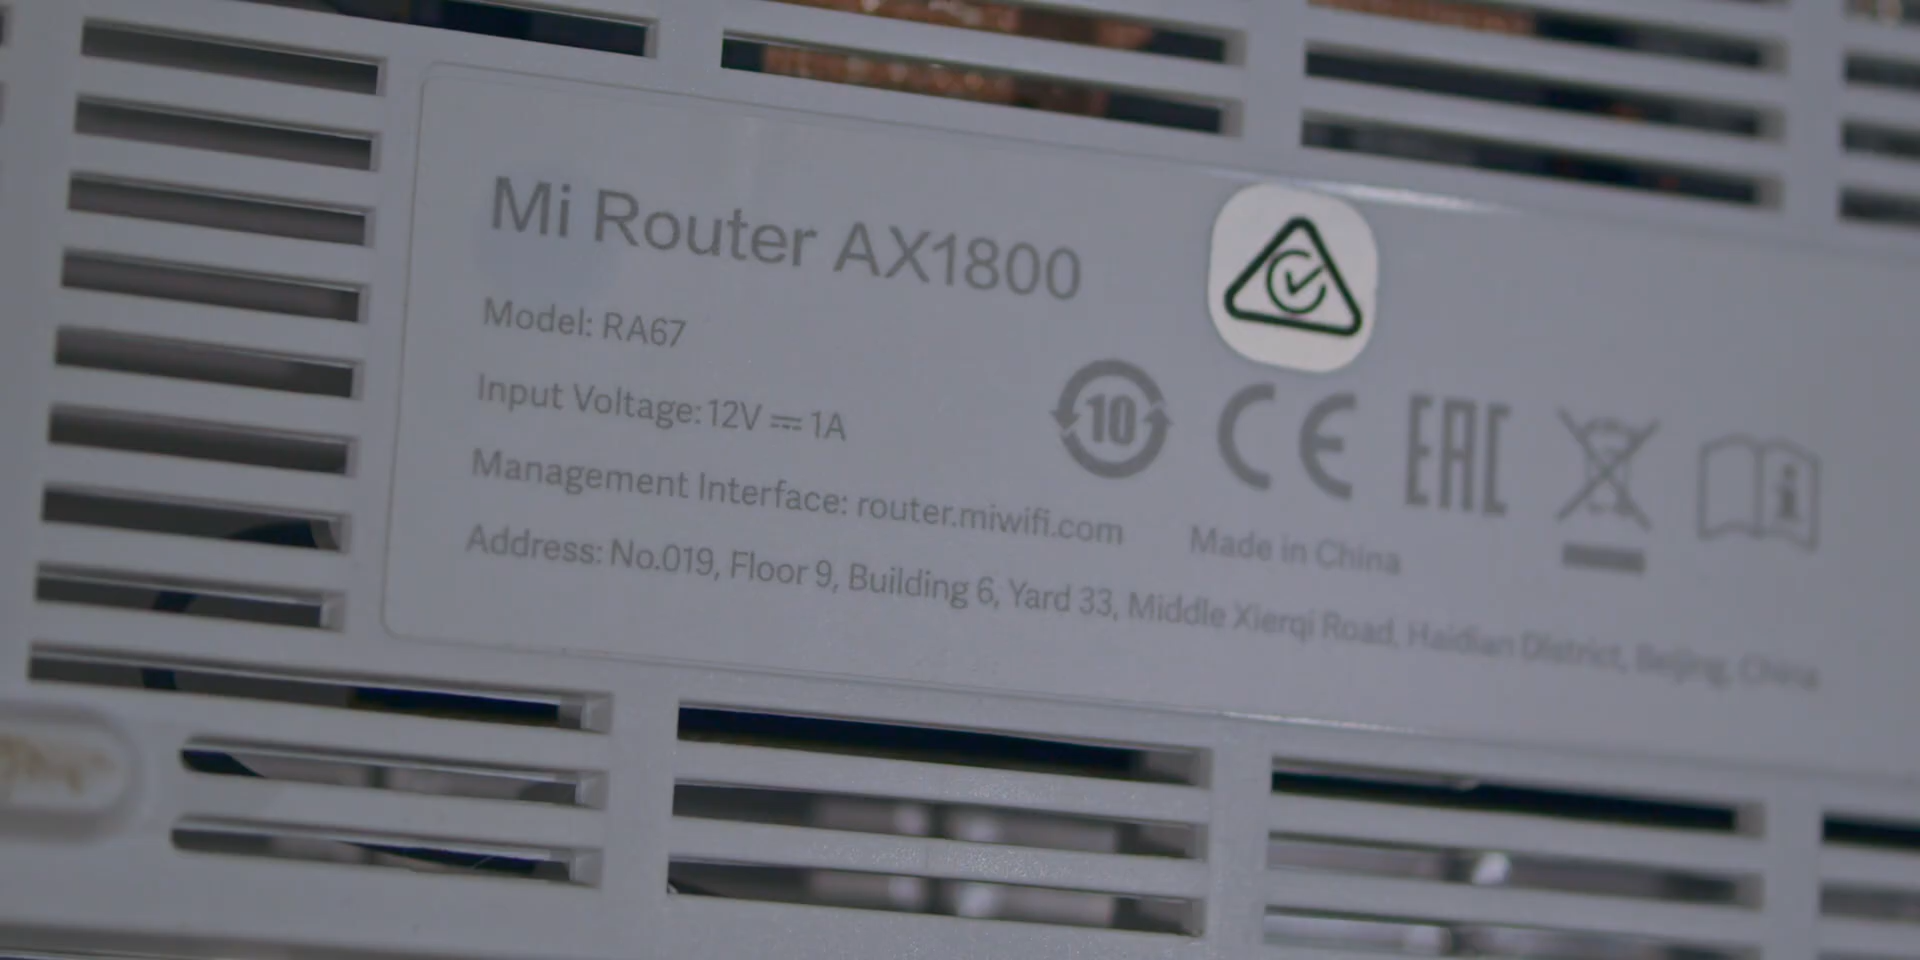 Mi Router AX1800
Model: RA67
Input Voltage: 12V ⎓ 1A
10 CE EAC
Management Interface: router.miwifi.com
Made in China
Address: No.019, Floor 9, Building 6, Yard 33, Middle Xierqi Road, Haidian District, Beijing, China